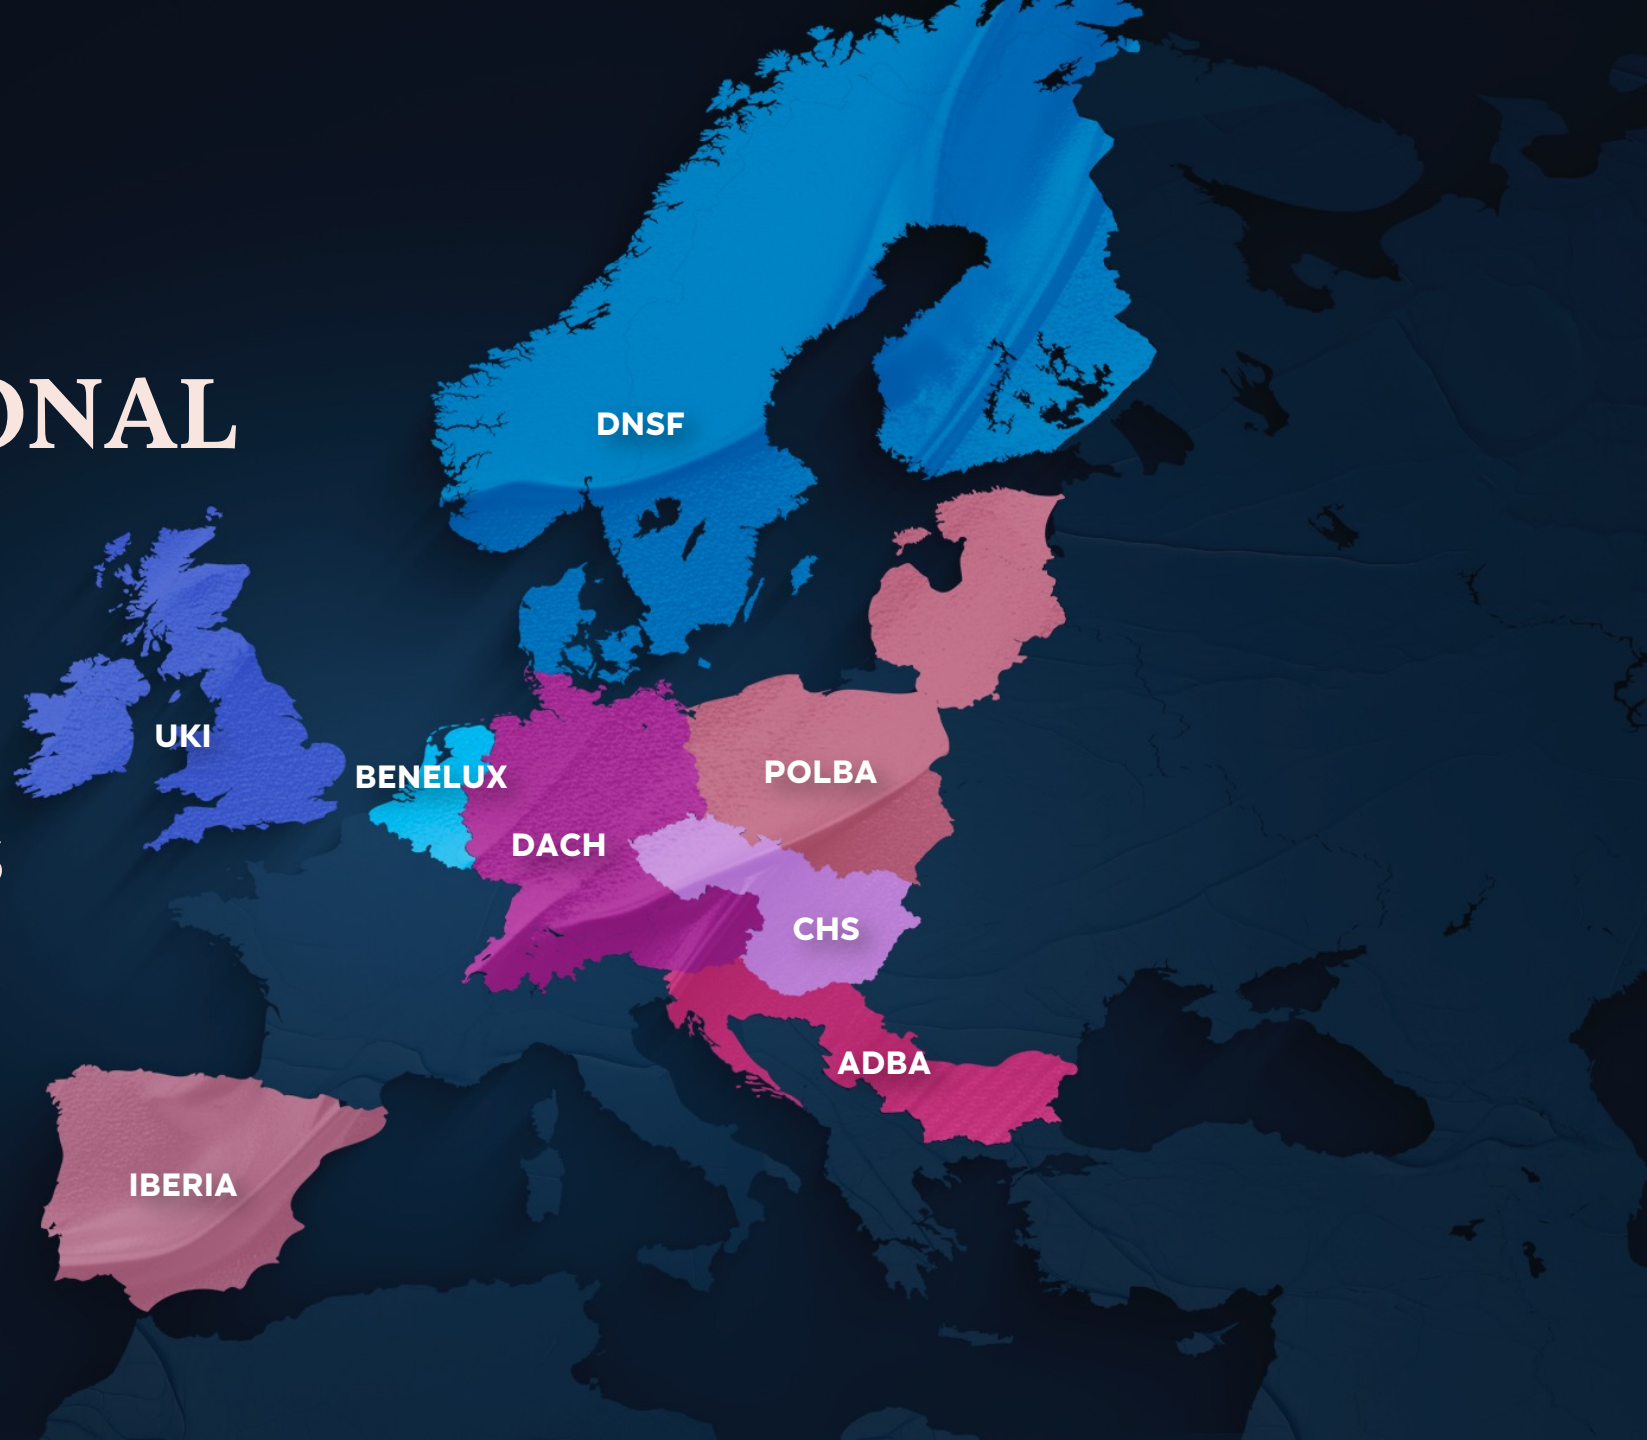 DNSF
ONAL
UKI
BENELUX
POLBA
DACH
S
CHS
ADBA
IBERIA